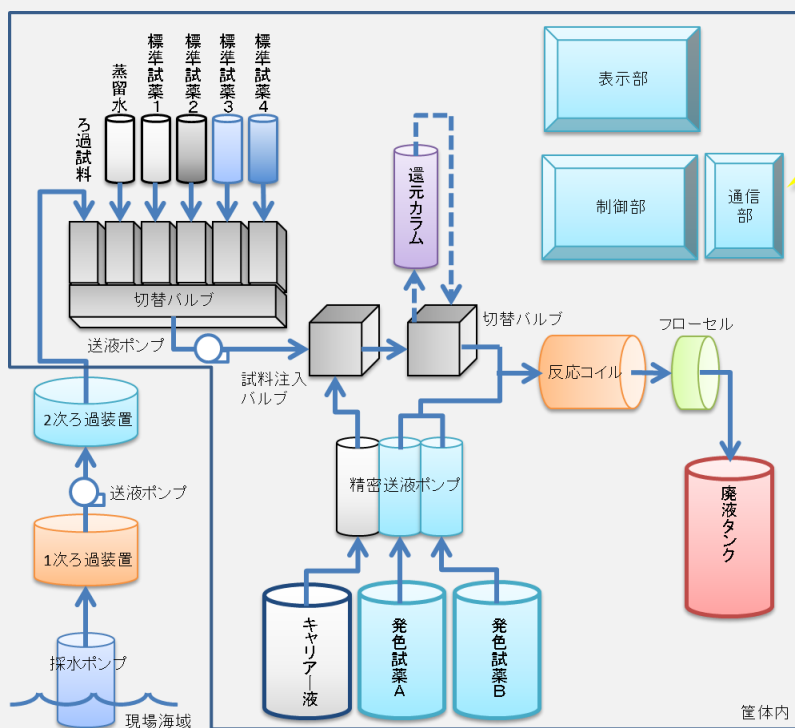 ろ過試料
蒸留水
標準試薬1
標準試薬2
標準試薬3
標準試薬4
表示部
還元カラム
制御部
通信
部
切替バルブ
切替バルブ
送液ポンプ
フローセル
試料注入
バルブ
反応コイル
2次ろ過装置
精密送液ポンプ
送液ポンプ
廃液タンク
1次ろ過装置
キャリアー液
発色試薬A
発色試薬B
採水ポンプ
現場海域
筐体内